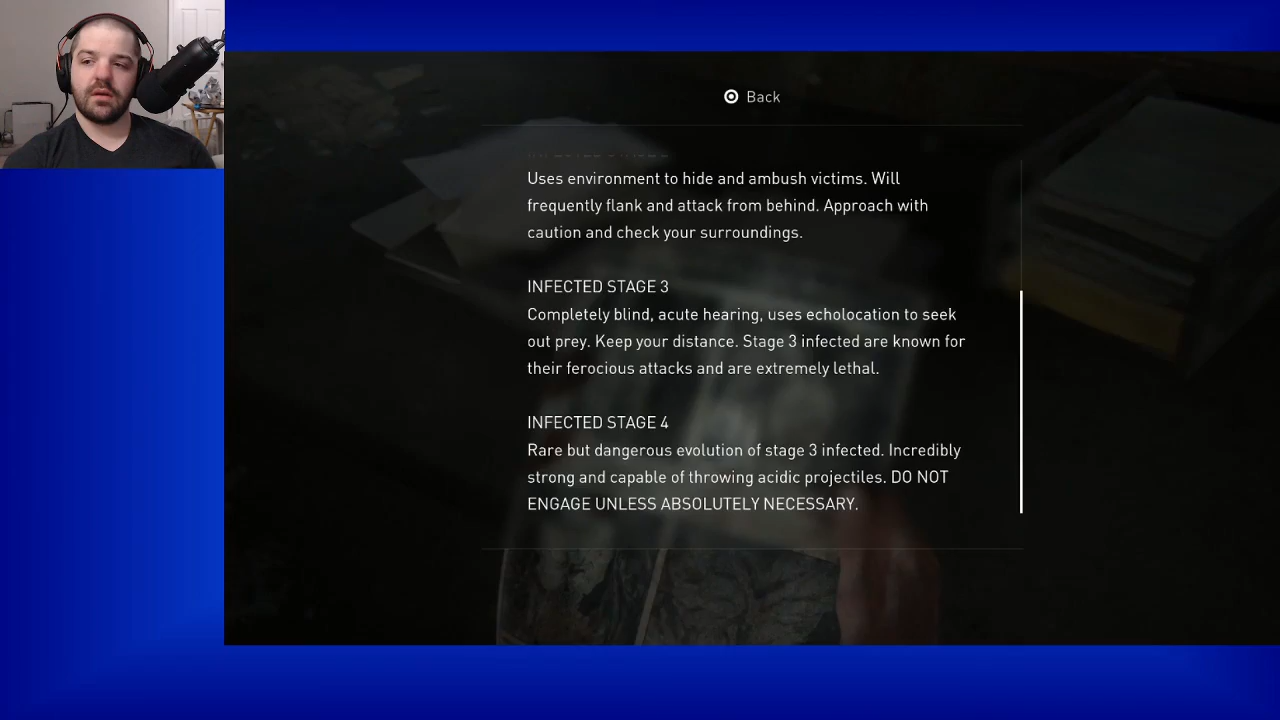 Back
Uses environment to hide and ambush victims. Will
frequently flank and attack from behind. Approach with
caution and check your surroundings.
INFECTED STAGE 3
Completely blind, acute hearing, uses echolocation to seek
out prey. Keep your distance. Stage 3 infected are known for
their ferocious attacks and are extremely lethal.
INFECTED STAGE 4
Rare but dangerous evolution of stage 3 infected. Incredibly
strong and capable of throwing acidic projectiles. DO NOT
ENGAGE UNLESS ABSOLUTELY NECESSARY.